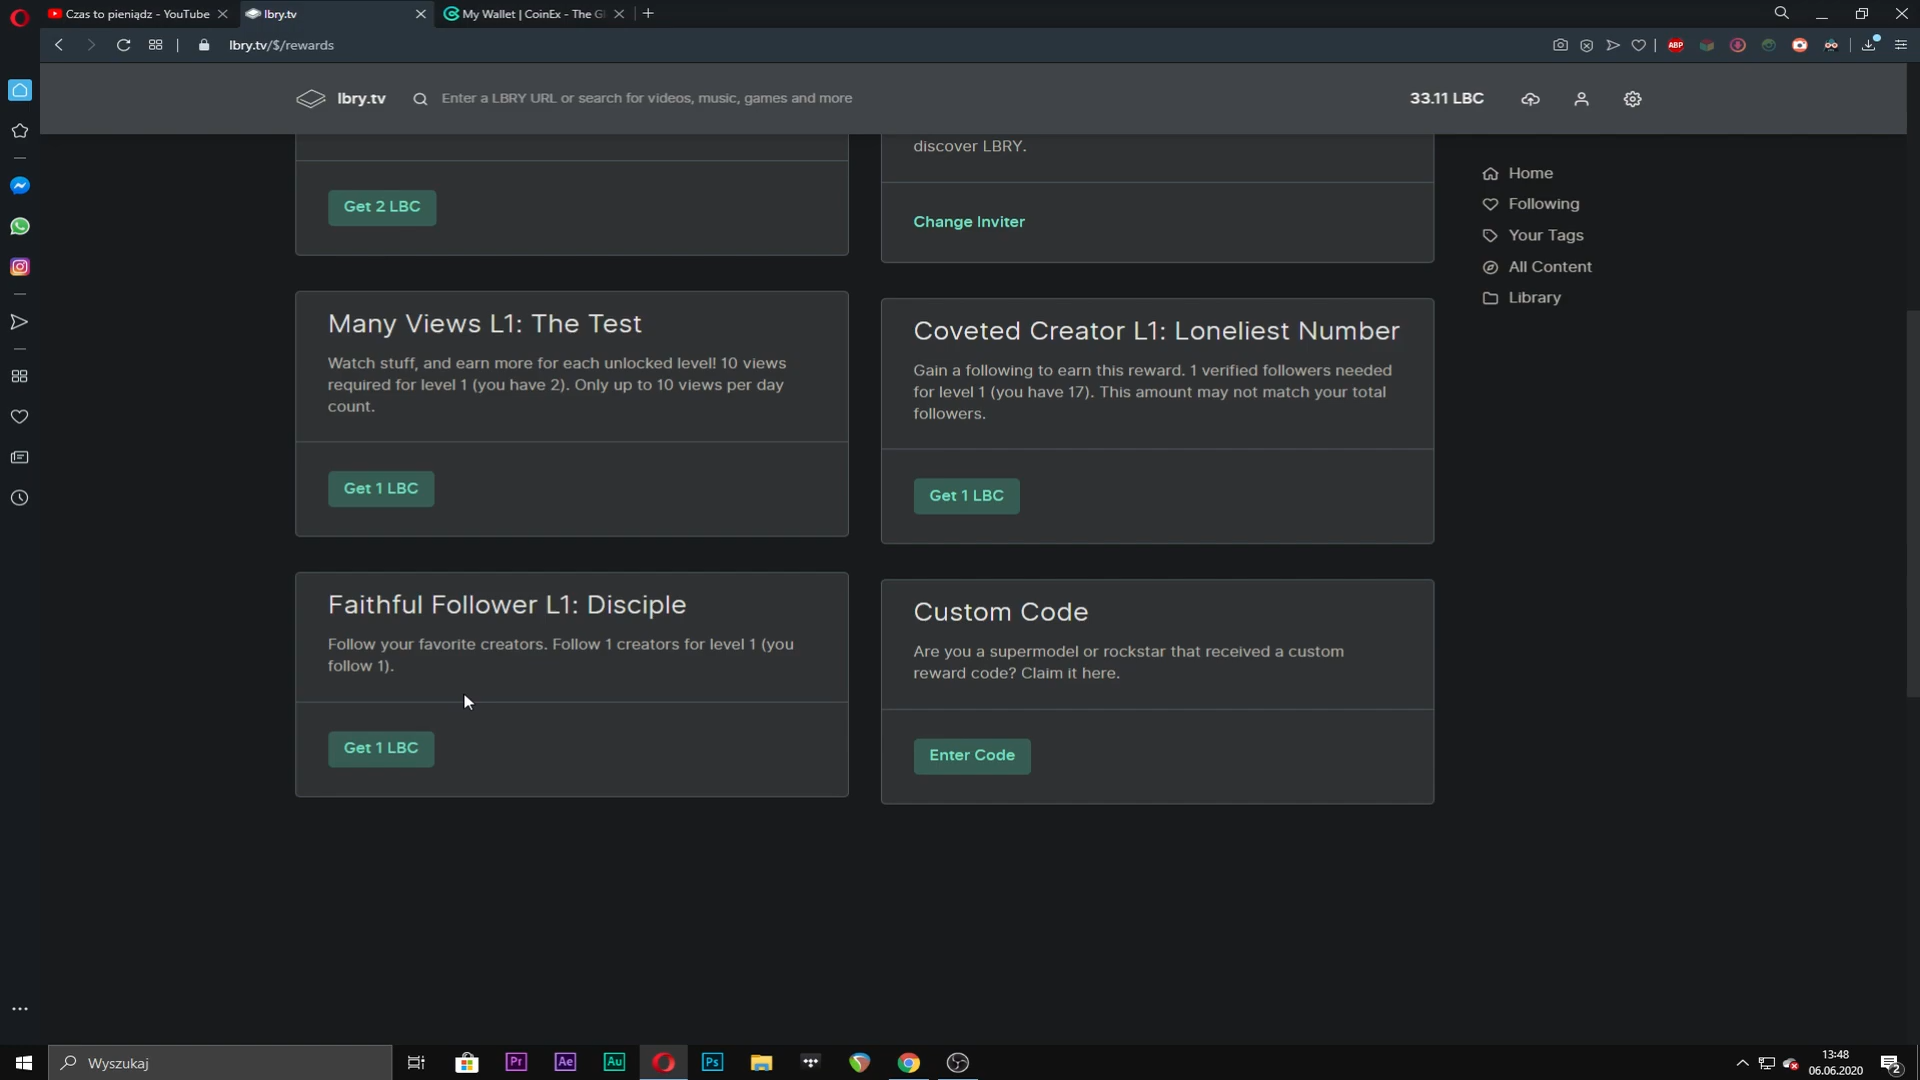 Czas to pieniądz - YouTube
lbry.tv
My Wallet | CoinEx - The Gl
lbry.tv/$/rewards
ABP
lbry.tv
Enter a LBRY URL or search for videos, music, games and more
33.11 LBC
discover LBRY.
Get 2 LBC
Change Inviter
Home
Following
Your Tags
All Content
Library
Many Views L1: The Test
Watch stuff, and earn more for each unlocked level! 10 views
required for level 1 (you have 2). Only up to 10 views per day
count.
Get 1 LBC
Coveted Creator L1: Loneliest Number
Gain a following to earn this reward. 1 verified followers needed
for level 1 (you have 17). This amount may not match your total
followers.
Get 1 LBC
Faithful Follower L1: Disciple
Follow your favorite creators. Follow 1 creators for level 1 (you
follow 1).
Get 1 LBC
Custom Code
Are you a supermodel or rockstar that received a custom
reward code? Claim it here.
Enter Code
Wyszukaj
Pr
Ae
Au
Ps
13:48
06.06.2020
2